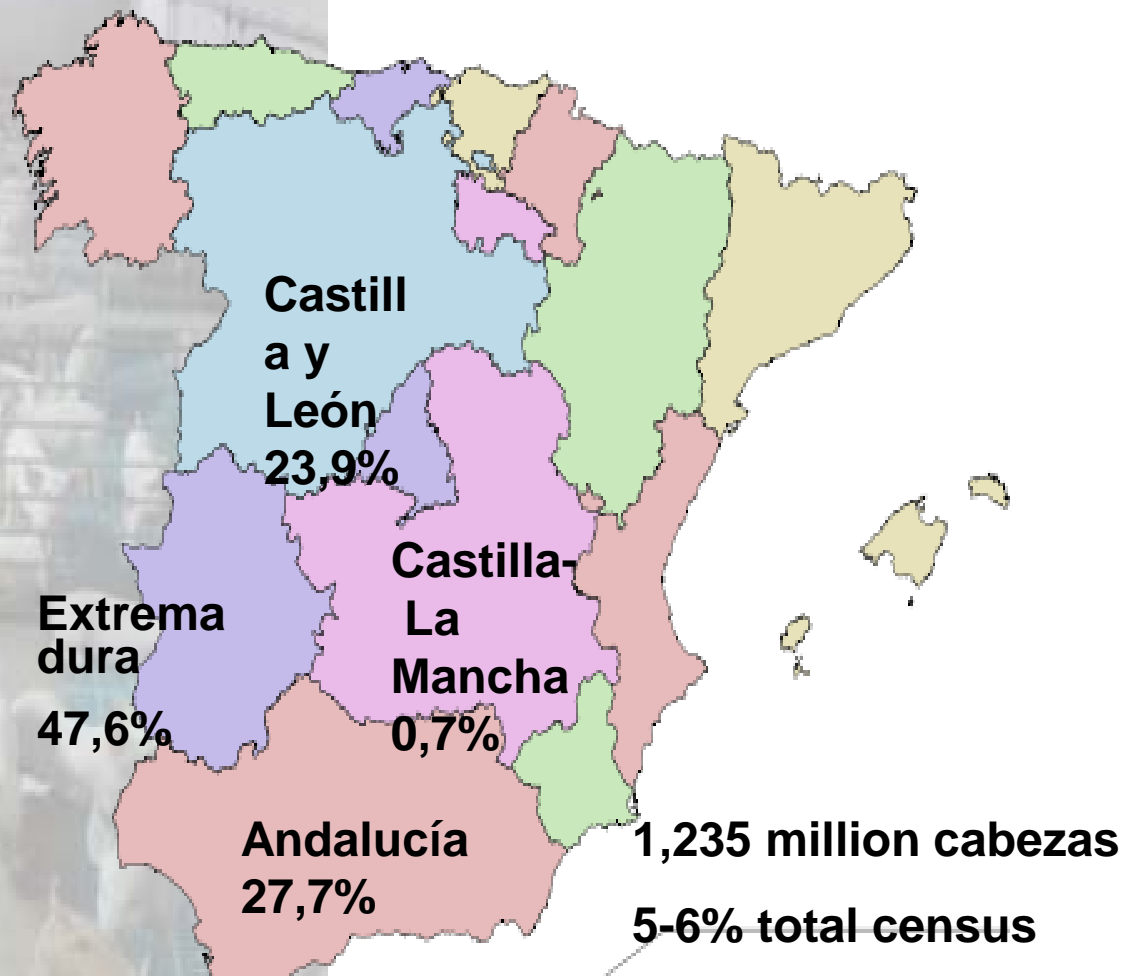 Castill
a y
León
23,9%
Castilla-
La
Mancha
0,7%
Extrema
dura
47,6%
Andalucía
27,7%
1,235 million cabezas
5-6% total census